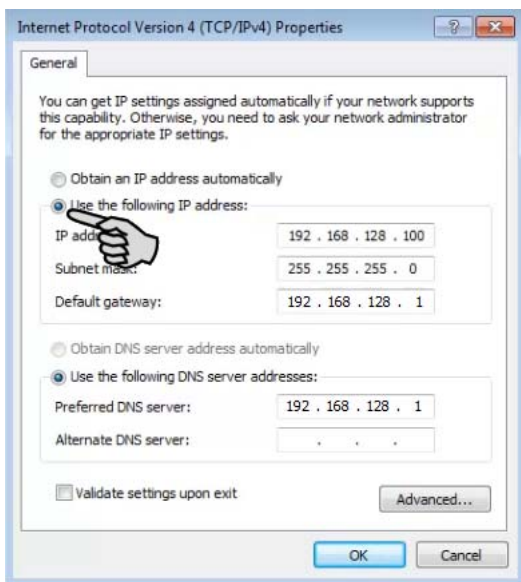 Internet Protocol Version 4 (TCP/IPv4) Properties
General
You can get IP settings assigned automatically if your network supports
this capability. Otherwise, you need to ask your network administrator
for the appropriate IP settings.
Obtain an IP address automatically
Use the following IP address:
IP addr 192 . 168 . 128 . 100
Subnet mask: 255 . 255 . 255 . 0
Default gateway: 192 . 168 . 128 . 1
Obtain DNS server address automatically
Use the following DNS server addresses:
Preferred DNS server: 192 . 168 . 128 . 1
Alternate DNS server: . . .
Validate settings upon exit
Advanced...
OK Cancel